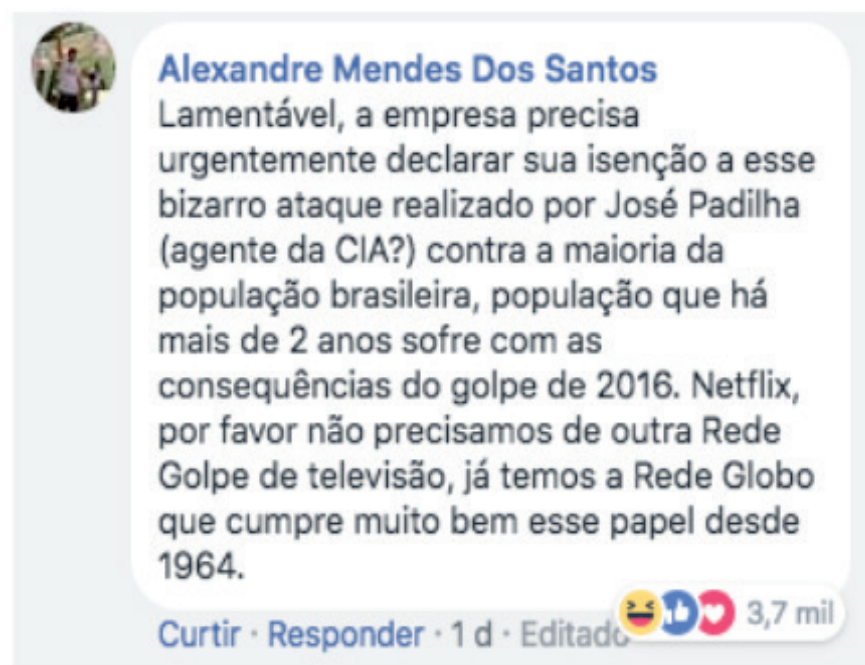 Alexandre Mendes Dos Santos
Lamentável, a empresa precisa
urgentemente declarar sua isenção a esse
bizarro ataque realizado por José Padilha
(agente da CIA?) contra a maioria da
população brasileira, população que há
mais de 2 anos sofre com as
consequências do golpe de 2016. Netflix,
por favor não precisamos de outra Rede
Golpe de televisão, já temos a Rede Globo
que cumpre muito bem esse papel desde
1964.
3,7 mil
Curtir · Responder · 1 d · Editado